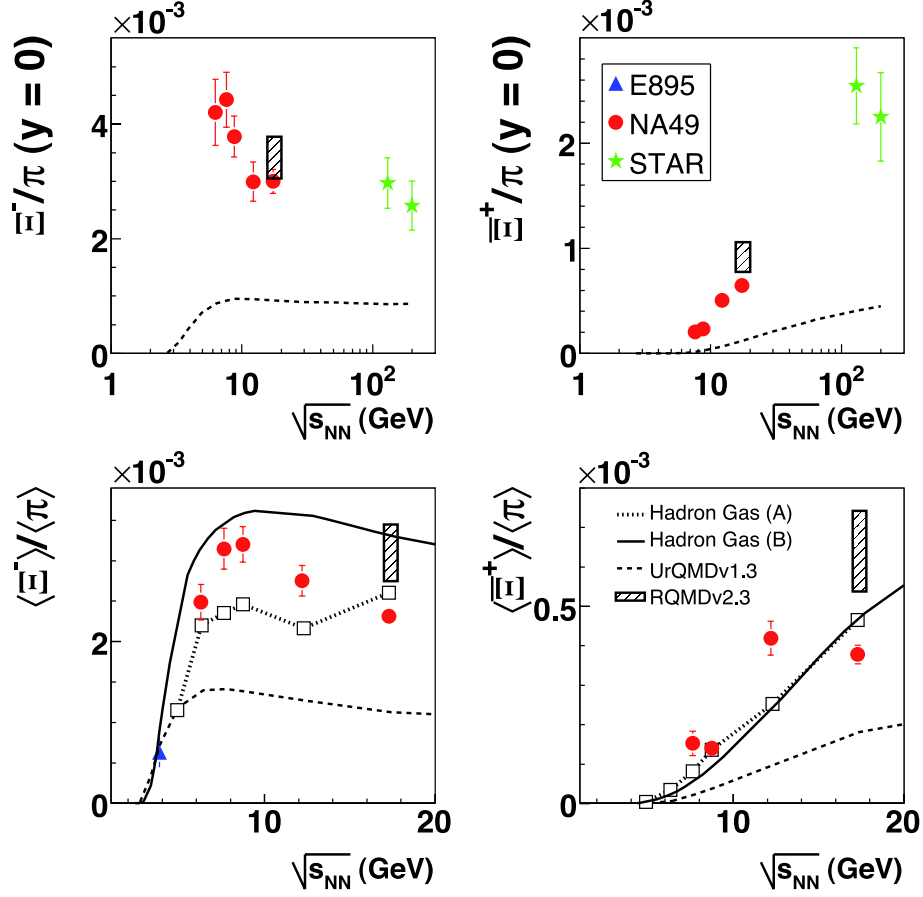 ×10⁻³
Ξ⁻/π (y = 0)
4
2
0
1
10
10²
√s_NN (GeV)
×10⁻³
Ξ̅⁺/π (y = 0)
E895
NA49
STAR
2
1
0
1
10
10²
√s_NN (GeV)
×10⁻³
⟨Ξ⁻⟩/⟨π⟩
2
0
10
20
√s_NN (GeV)
×10⁻³
⟨Ξ̅⁺⟩/⟨π⟩
Hadron Gas (A)
Hadron Gas (B)
UrQMDv1.3
RQMDv2.3
0.5
0
10
20
√s_NN (GeV)